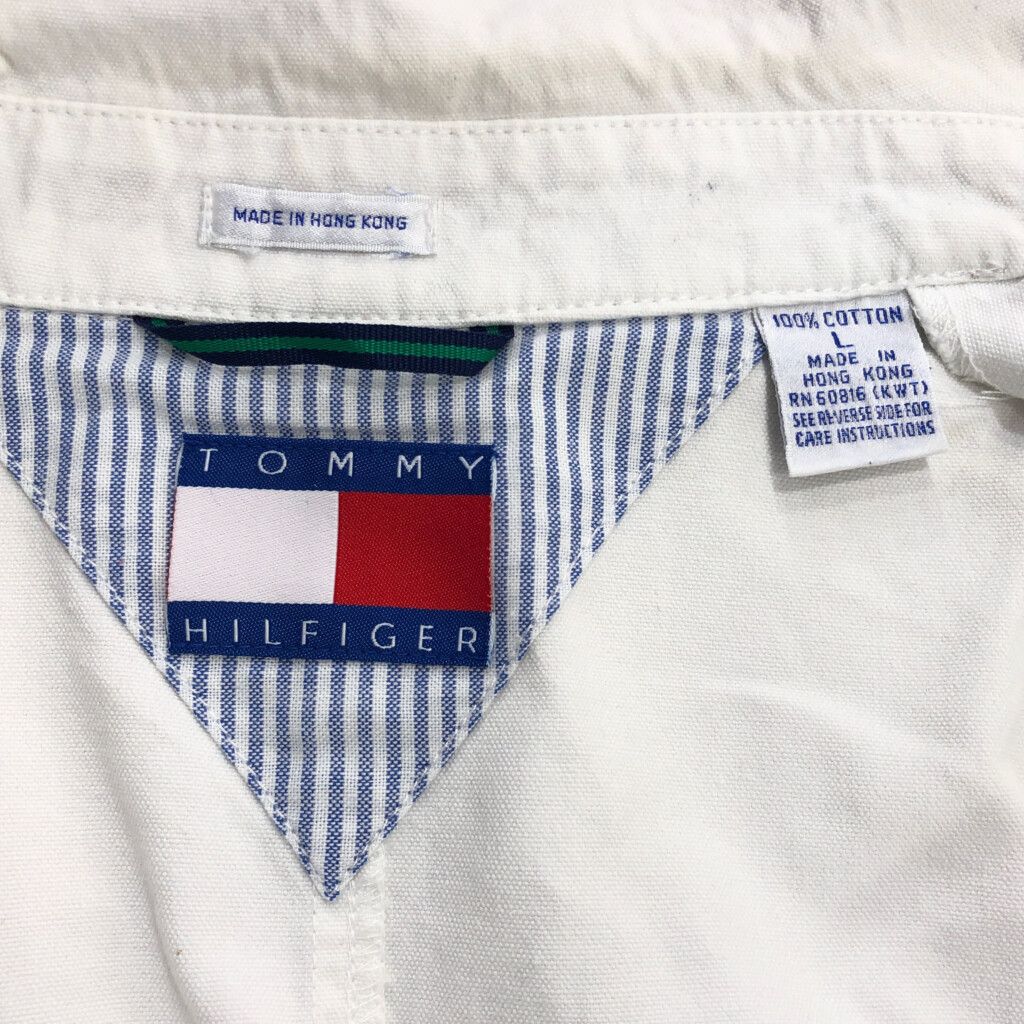 MADE IN HONG KONG
100% COTTON
L
MADE IN
HONG KONG
RN 60816 (KWT)
SEE REVERSE SIDE FOR
CARE INSTRUCTIONS
TOMMY
HILFIGER